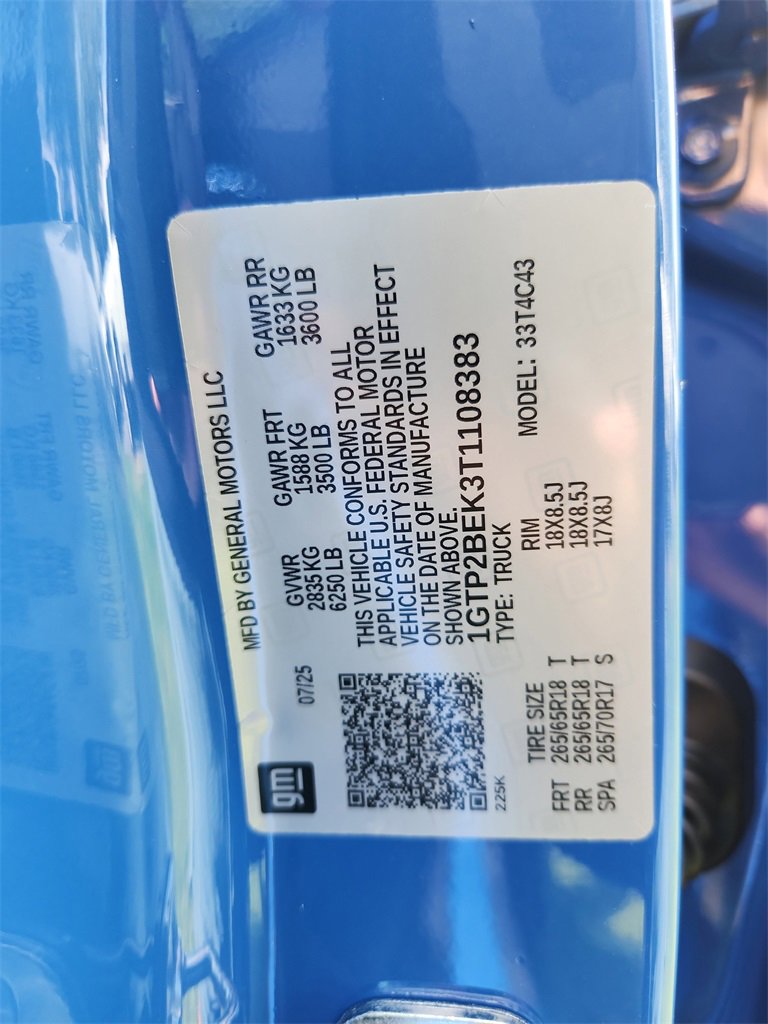 gm
MFD BY GENERAL MOTORS LLC
07/25
GVWR GAWR FRT GAWR RR
2835 KG 1588 KG 1633 KG
6250 LB 3500 LB 3600 LB
THIS VEHICLE CONFORMS TO ALL
APPLICABLE U.S. FEDERAL MOTOR
VEHICLE SAFETY STANDARDS IN EFFECT
ON THE DATE OF MANUFACTURE
SHOWN ABOVE.
1GTP2BEK3T1108383
225K
TYPE: TRUCK MODEL: 33T4C43
TIRE SIZE RIM
FRT 265/65R18 T 18X8.5J
RR 265/65R18 T 18X8.5J
SPA 265/70R17 S 17X8J